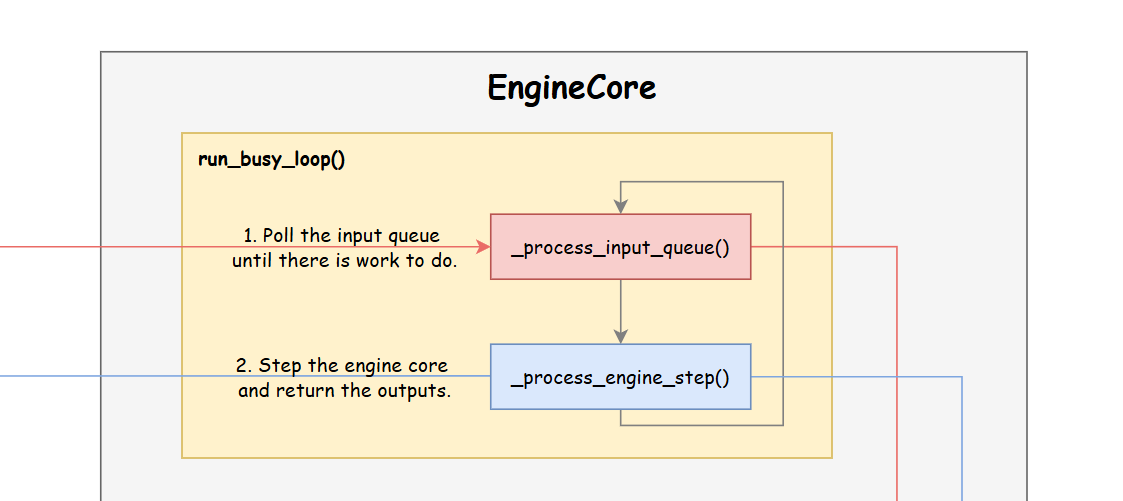 EngineCore
run_busy_loop()
1. Poll the input queue
until there is work to do.
_process_input_queue()
2. Step the engine core
and return the outputs.
_process_engine_step()